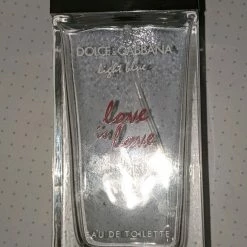 DOLCE & GABBANA
light blue
love
is
love
EAU DE TOILETTE